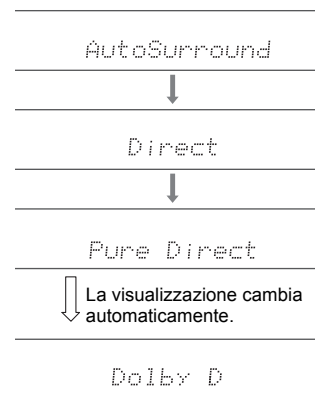 AutoSurround
Direct
Pure Direct
La visualizzazione cambia
automaticamente.
Dolby D